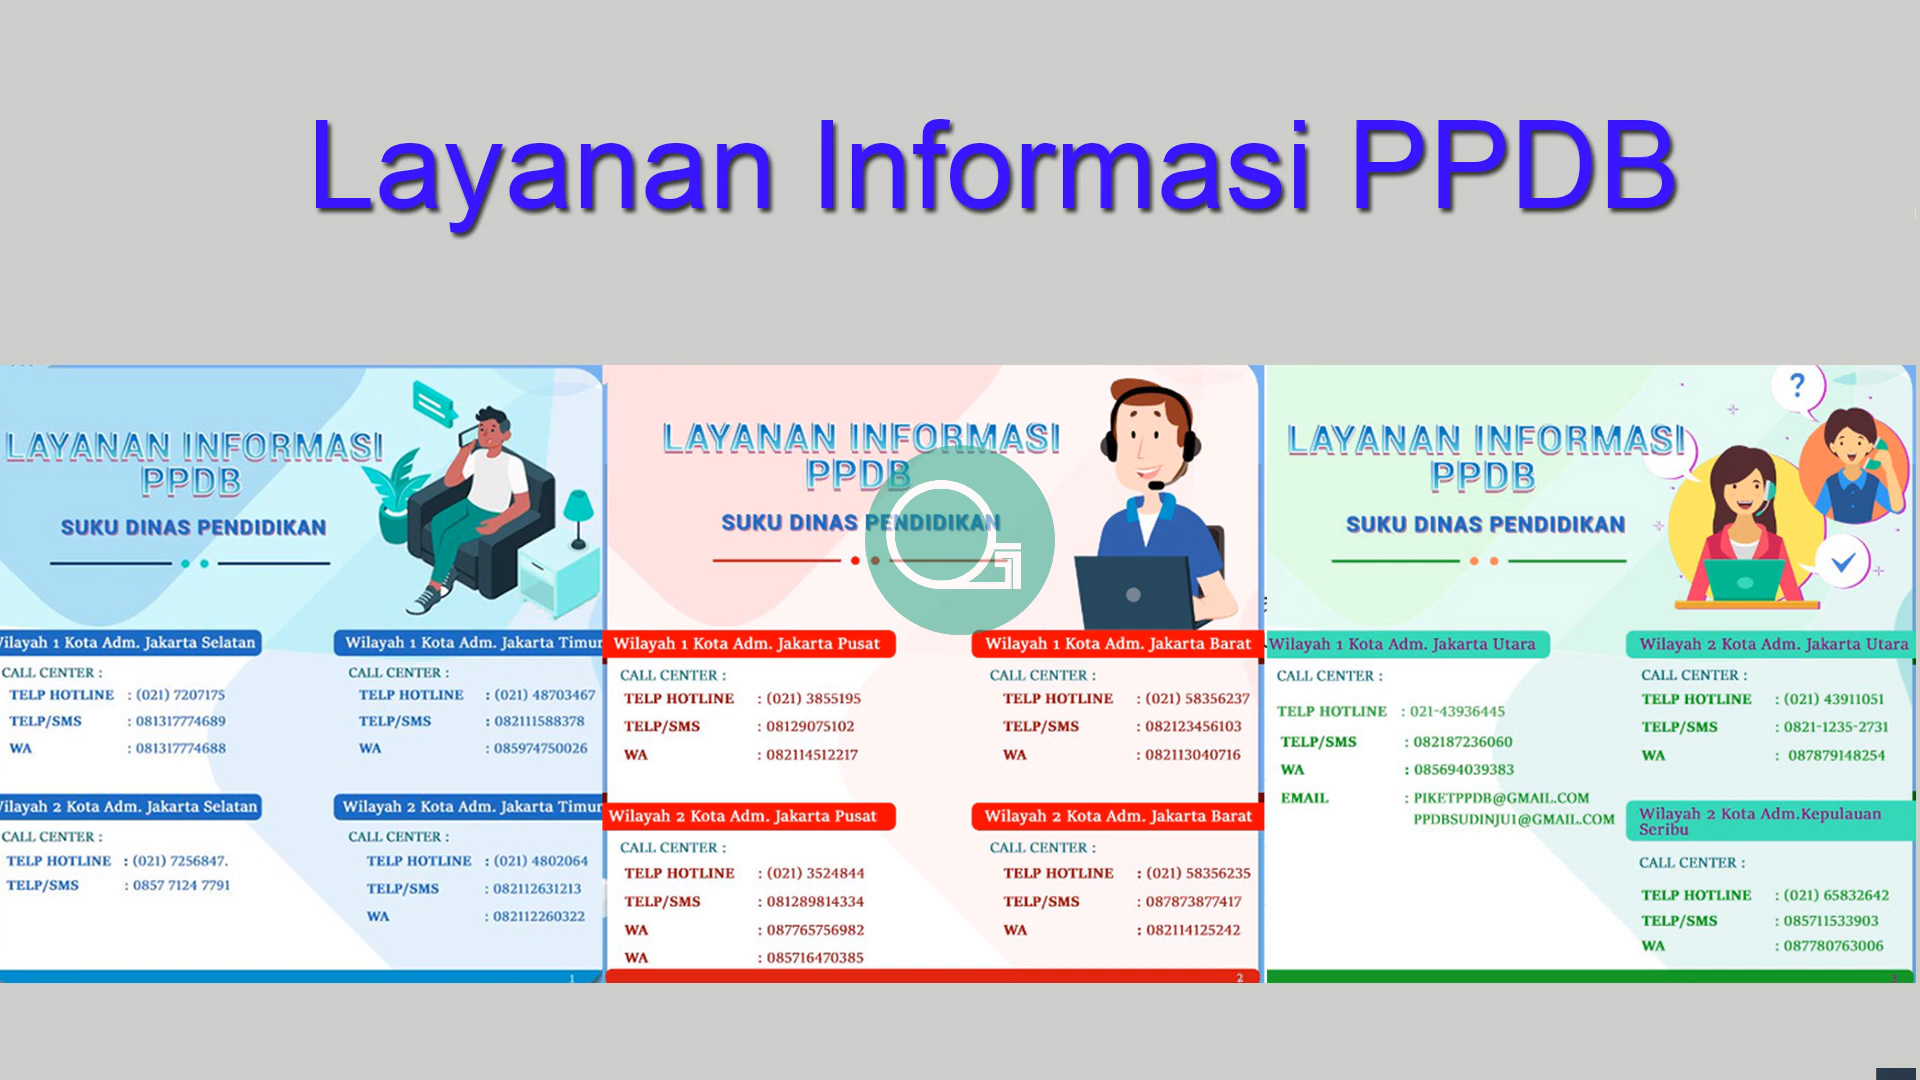 Layanan Informasi PPDB
LAYANAN INFORMASI
PPDB
SUKU DINAS PENDIDIKAN
Wilayah 1 Kota Adm. Jakarta Selatan
CALL CENTER :
TELP HOTLINE : (021) 7207175
TELP/SMS : 081317774689
WA : 081317774688
Wilayah 1 Kota Adm. Jakarta Timur
CALL CENTER :
TELP HOTLINE : (021) 48703467
TELP/SMS : 082111588378
WA : 085974750026
Wilayah 2 Kota Adm. Jakarta Selatan
CALL CENTER :
TELP HOTLINE : (021) 7256847.
TELP/SMS : 0857 7124 7791
Wilayah 2 Kota Adm. Jakarta Timur
CALL CENTER :
TELP HOTLINE : (021) 4802064
TELP/SMS : 082112631213
WA : 082112260322
1
LAYANAN INFORMASI
PPDB
SUKU DINAS PENDIDIKAN
Wilayah 1 Kota Adm. Jakarta Pusat
CALL CENTER :
TELP HOTLINE : (021) 3855195
TELP/SMS : 08129075102
WA : 082114512217
Wilayah 1 Kota Adm. Jakarta Barat
CALL CENTER :
TELP HOTLINE : (021) 58356237
TELP/SMS : 082123456103
WA : 082113040716
Wilayah 2 Kota Adm. Jakarta Pusat
CALL CENTER :
TELP HOTLINE : (021) 3524844
TELP/SMS : 081289814334
WA : 087765756982
WA : 085716470385
Wilayah 2 Kota Adm. Jakarta Barat
CALL CENTER :
TELP HOTLINE : (021) 58356235
TELP/SMS : 087873877417
WA : 082114125242
2
LAYANAN INFORMASI
PPDB
SUKU DINAS PENDIDIKAN
?
Wilayah 1 Kota Adm. Jakarta Utara
CALL CENTER :
TELP HOTLINE : 021-43936445
TELP/SMS : 082187236060
WA : 085694039383
EMAIL : PIKETPPDB@GMAIL.COM
PPDBSUDINJU1@GMAIL.COM
Wilayah 2 Kota Adm. Jakarta Utara
CALL CENTER :
TELP HOTLINE : (021) 43911051
TELP/SMS : 0821-1235-2731
WA : 087879148254
Wilayah 2 Kota Adm.Kepulauan
Seribu
CALL CENTER :
TELP HOTLINE : (021) 65832642
TELP/SMS : 085711533903
WA : 087780763006
3